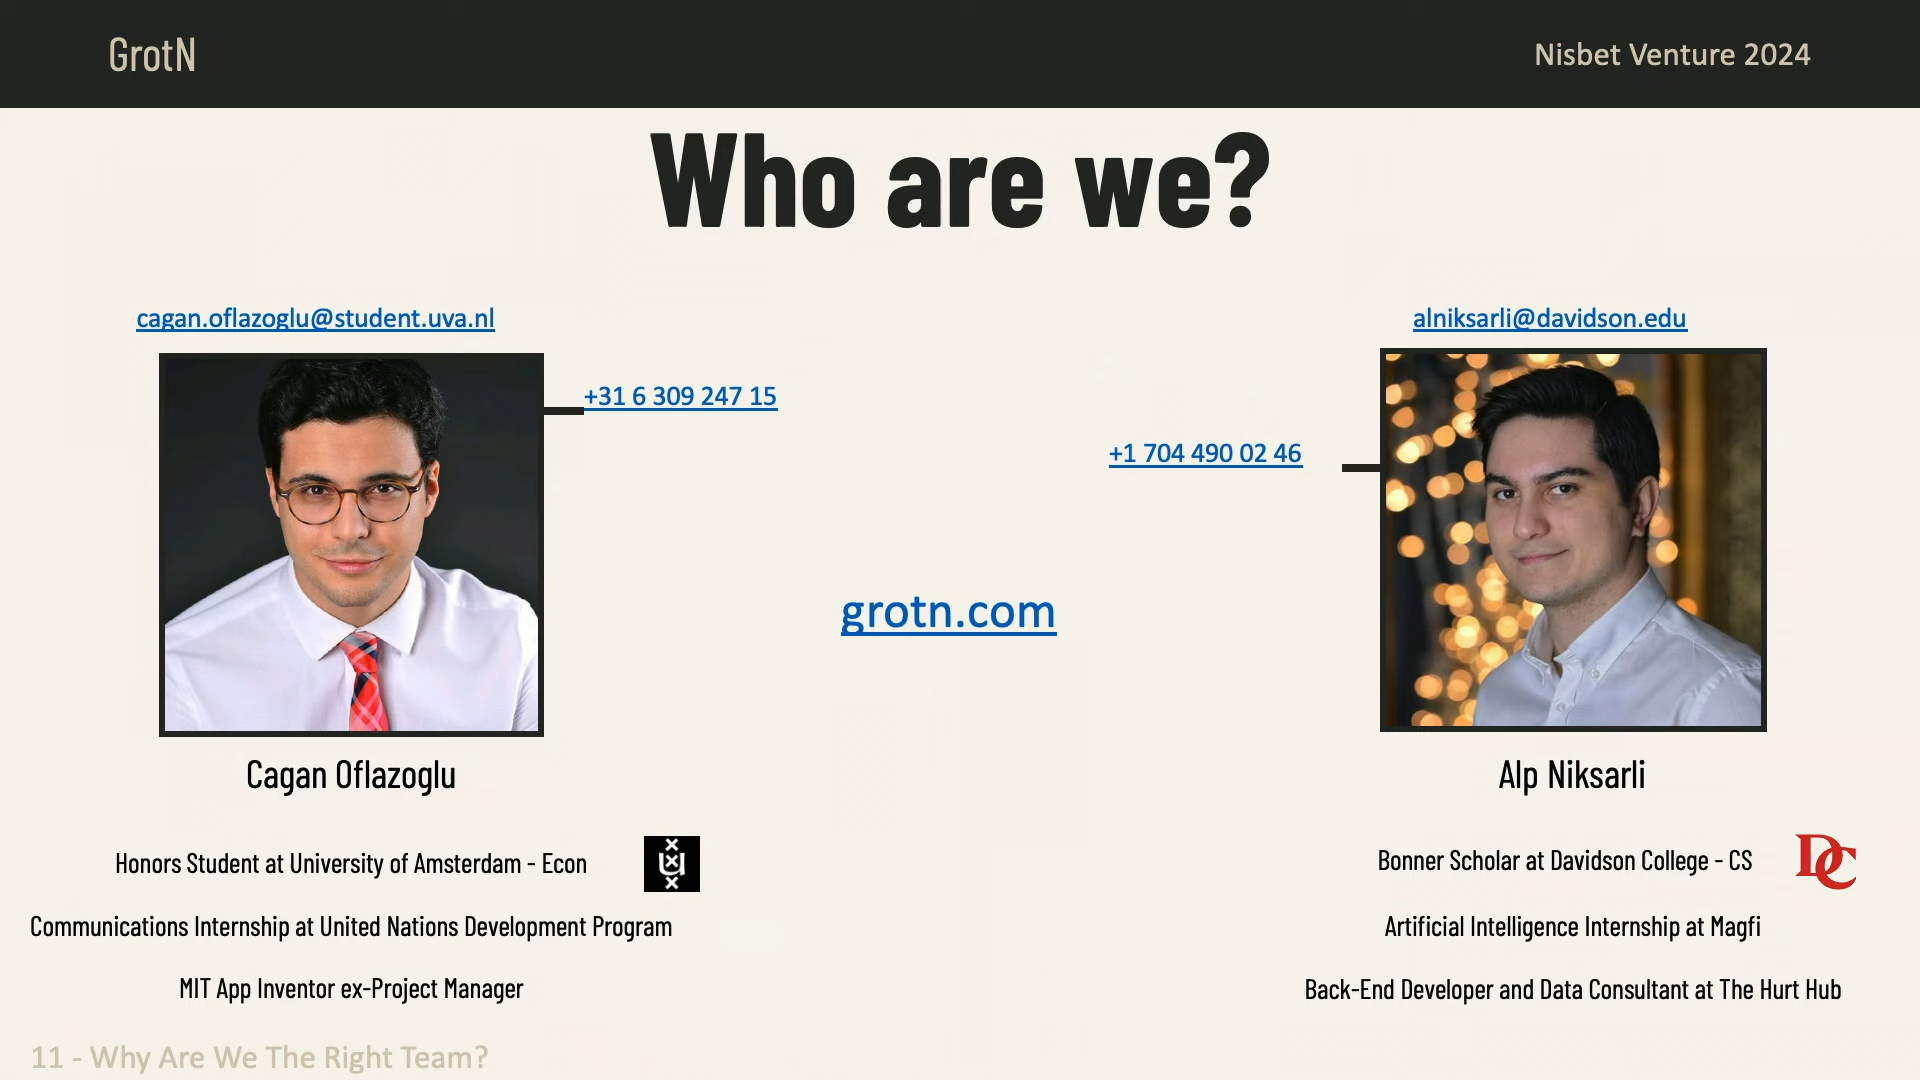 GrotN
Nisbet Venture 2024
Who are we?
cagan.oflazoglu@student.uva.nl
+31 6 309 247 15
Cagan Oflazoglu
Honors Student at University of Amsterdam - Econ
Communications Internship at United Nations Development Program
MIT App Inventor ex-Project Manager
grotn.com
alniksarli@davidson.edu
+1 704 490 02 46
Alp Niksarli
Bonner Scholar at Davidson College - CS
DC
Artificial Intelligence Internship at Magfi
Back-End Developer and Data Consultant at The Hurt Hub
11 - Why Are We The Right Team?